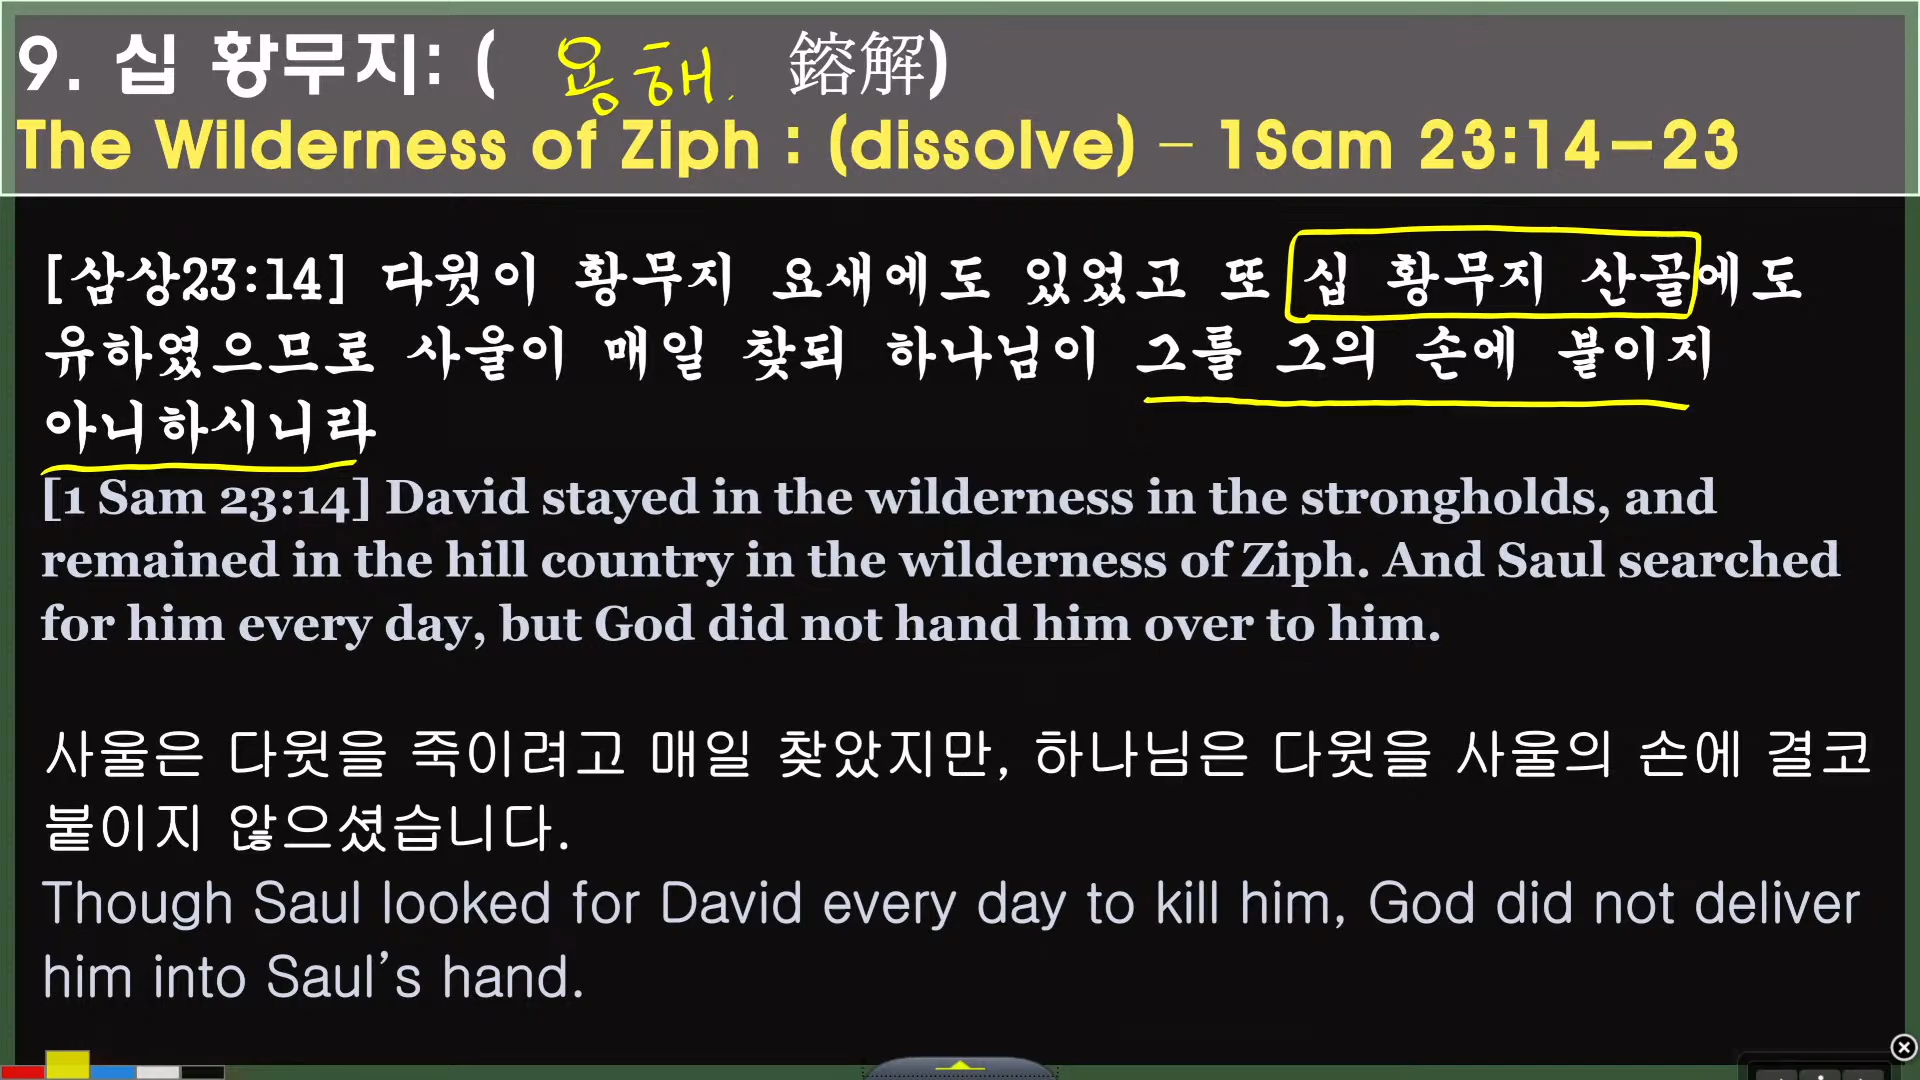 9. 십 황무지: ( 용해. 鎔解)
The Wilderness of Ziph : (dissolve) – 1Sam 23:14-23
[삼상23:14] 다윗이 황무지 요새에도 있었고 또 십 황무지 산골에도
유하였으므로 사울이 매일 찾되 하나님이 그를 그의 손에 붙이지
아니하시니라
[1 Sam 23:14] David stayed in the wilderness in the strongholds, and
remained in the hill country in the wilderness of Ziph. And Saul searched
for him every day, but God did not hand him over to him.
사울은 다윗을 죽이려고 매일 찾았지만, 하나님은 다윗을 사울의 손에 결코
붙이지 않으셨습니다.
Though Saul looked for David every day to kill him, God did not deliver
him into Saul’s hand.